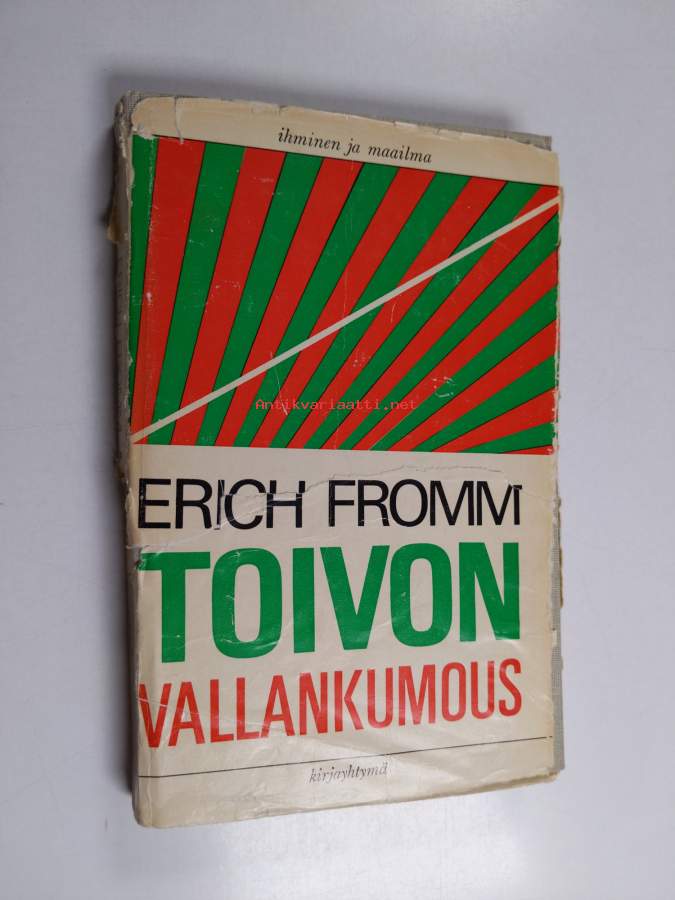 ihminen ja maailma
Antikvariaatti.net
ERICH FROMM
TOIVON
VALLANKUMOUS
kirjayhtymä